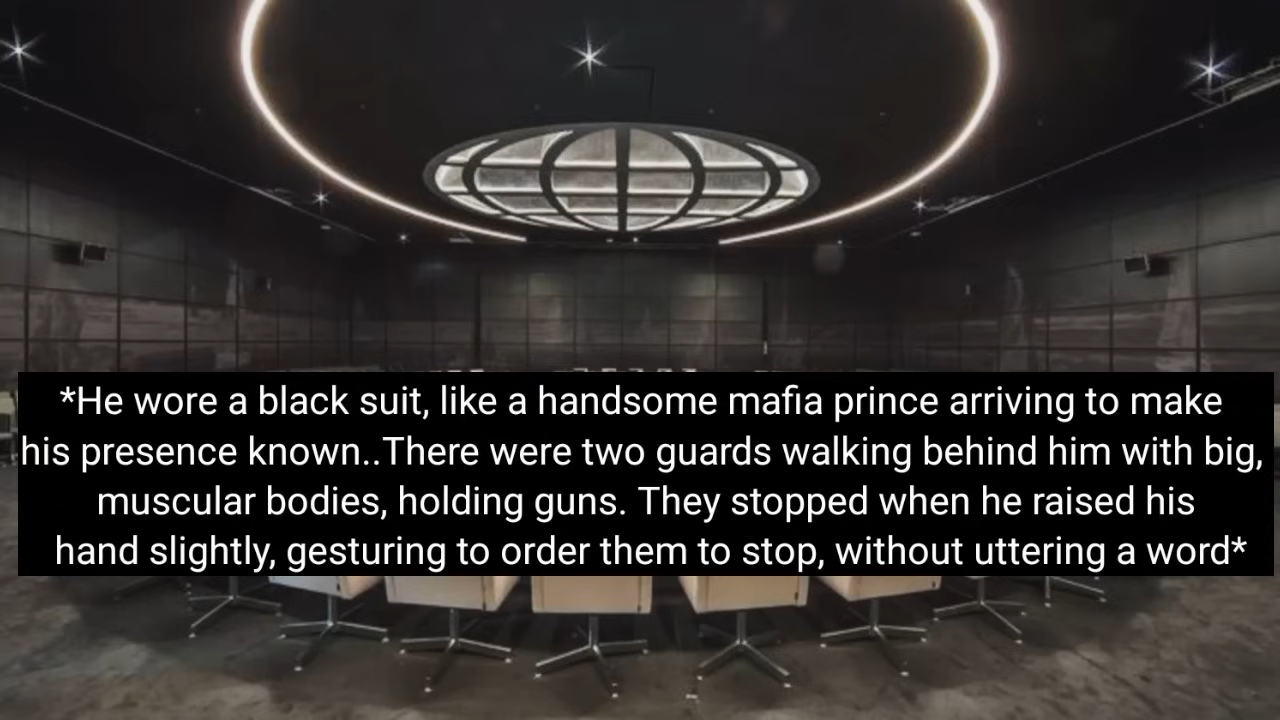 *He wore a black suit, like a handsome mafia prince arriving to make
his presence known..There were two guards walking behind him with big,
muscular bodies, holding guns. They stopped when he raised his
hand slightly, gesturing to order them to stop, without uttering a word*